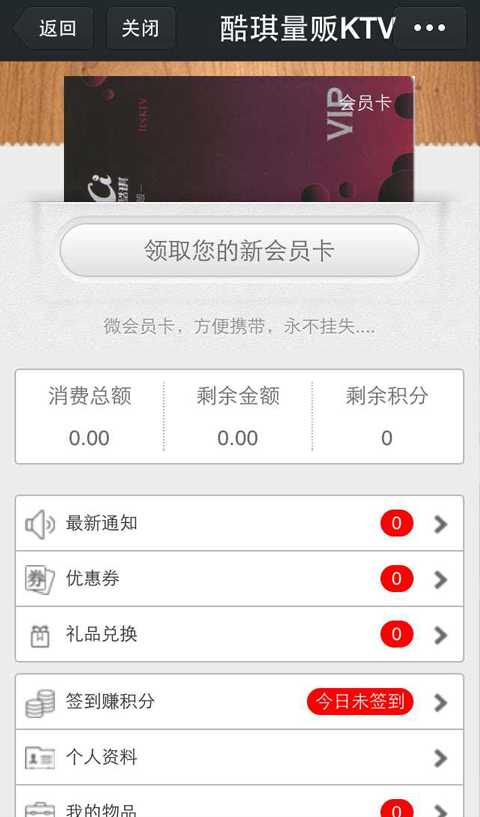 返回
关闭
酷琪量贩KTV
VIP
会员卡
领取您的新会员卡
微会员卡，方便携带，永不挂失....
消费总额
剩余金额
剩余积分
0.00
0.00
0
最新通知
0
券
优惠券
0
礼品兑换
0
签到赚积分
今日未签到
个人资料
我的物品
0